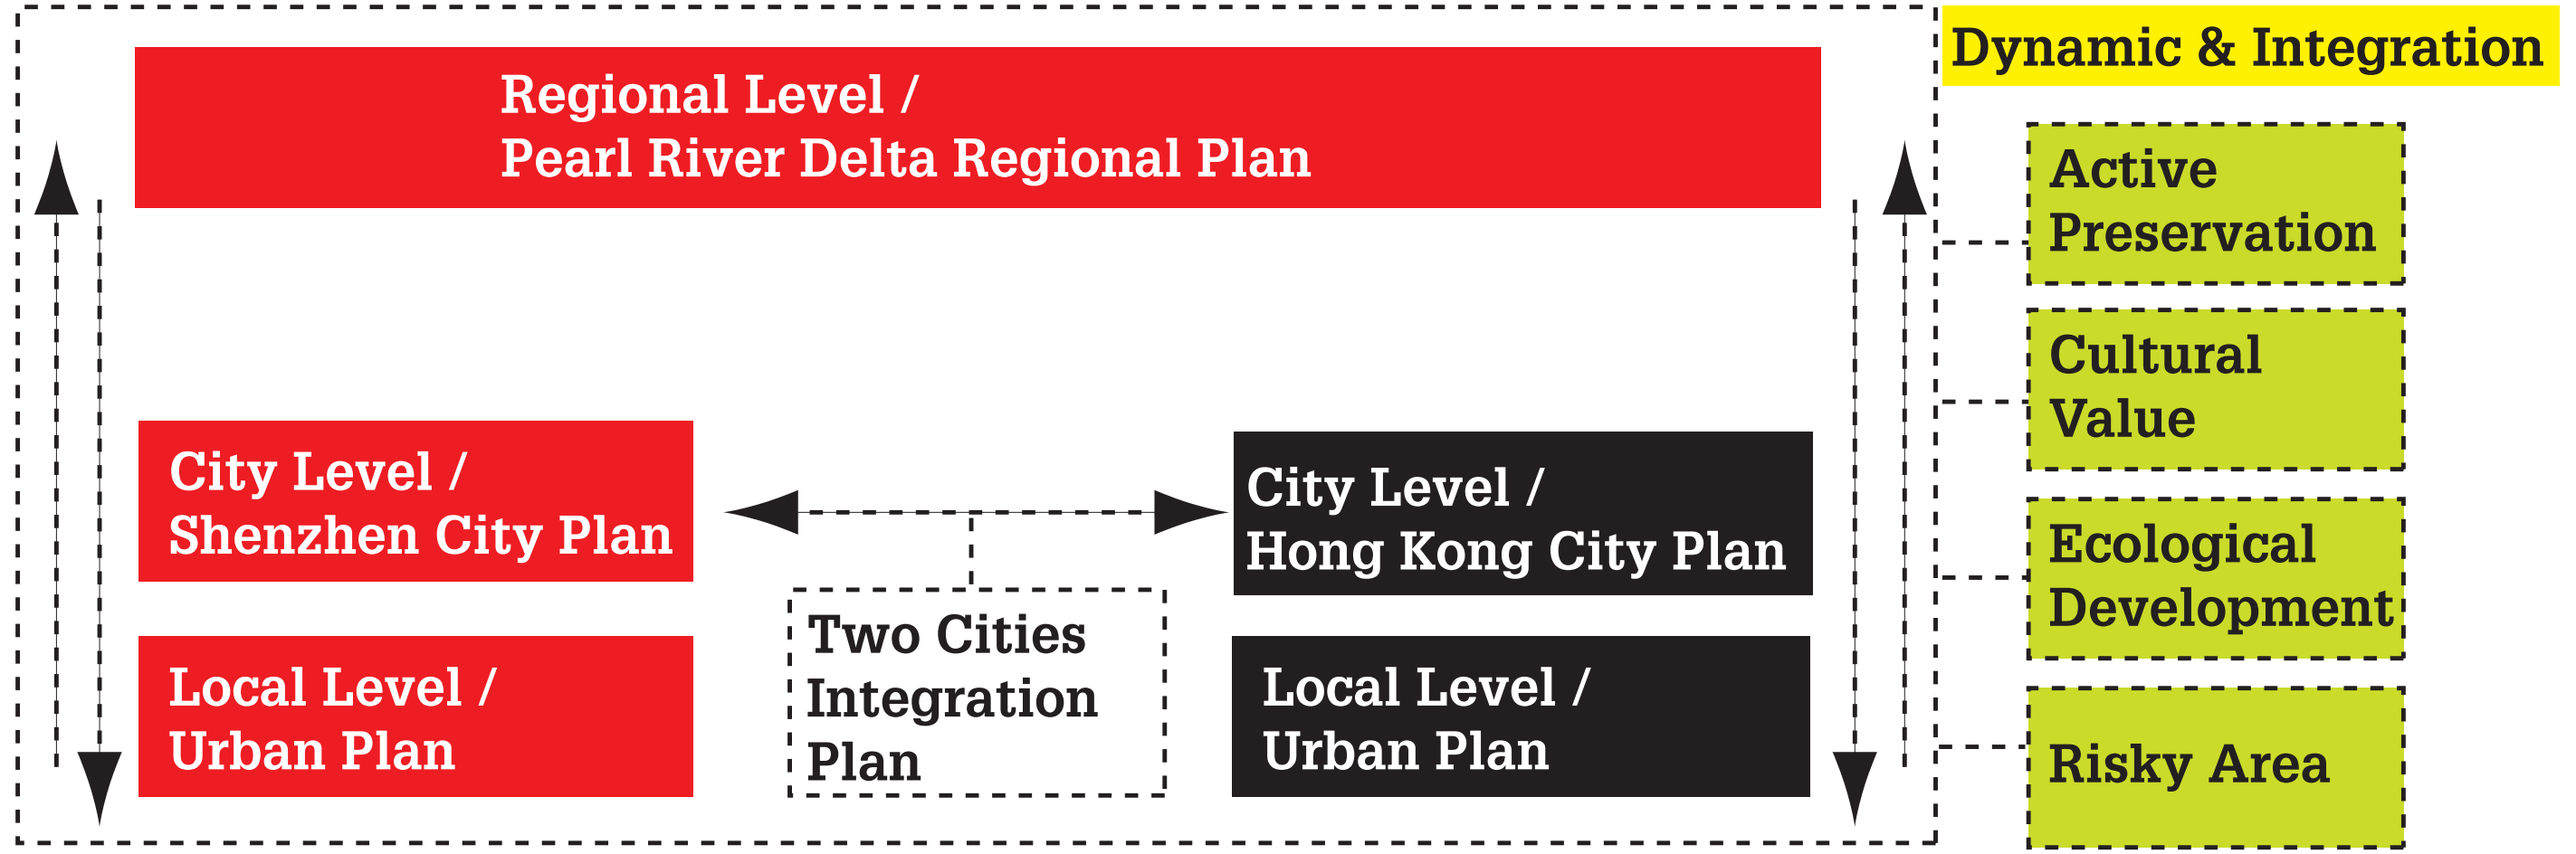 Dynamic & Integration
Regional Level /
Pearl River Delta Regional Plan
Active
Preservation
Cultural
Value
City Level /
Shenzhen City Plan
City Level /
Hong Kong City Plan
Ecological
Development
Two Cities
Integration
Plan
Local Level /
Urban Plan
Local Level /
Urban Plan
Risky Area